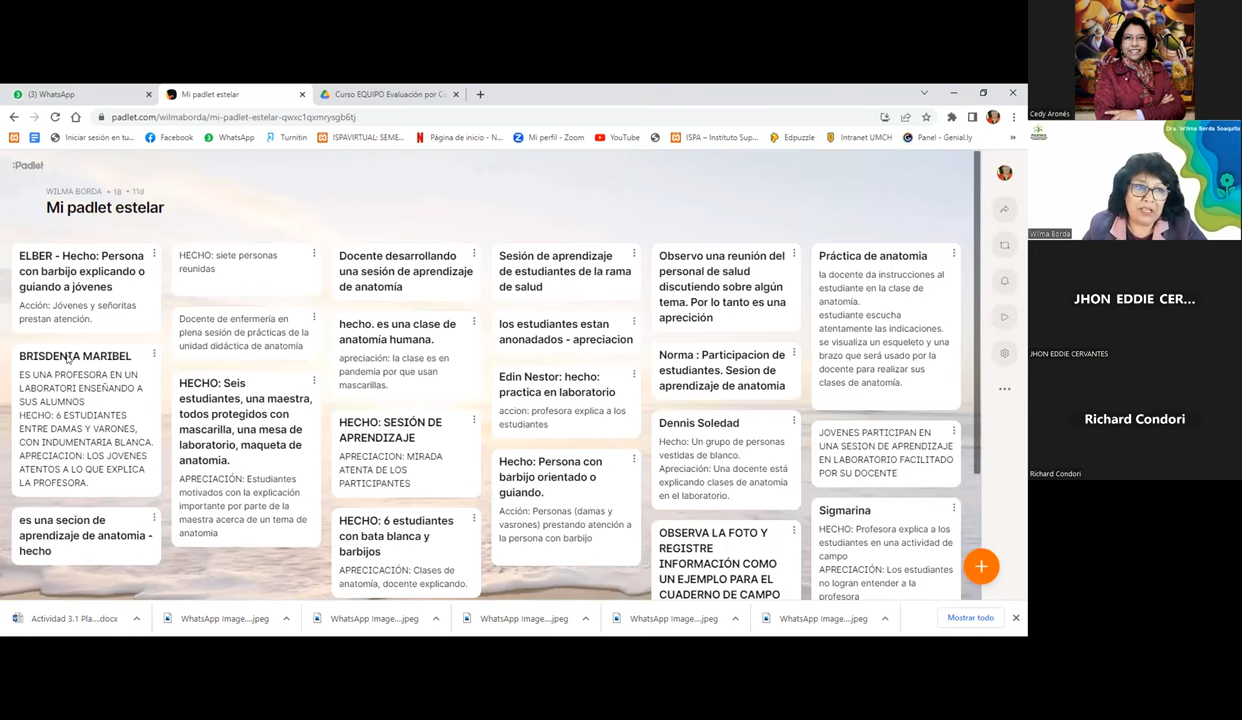 (3) WhatsApp
Mi padlet estelar
Curso EQUIPO Evaluación por Co
padlet.com/wilmaborda/mi-padlet-estelar-qwxc1qxmrysgb6tj
Iniciar sesión en tu...
Facebook
WhatsApp
Turnitin
ISPAVIRTUAL: SEME...
Página de inicio - N...
Mi perfil - Zoom
YouTube
ISPA – Instituto Sup...
Edpuzzle
Intranet UMCH
Panel - Genial.ly
:Padlet
WILMA BORDA • 18 • 11d
Mi padlet estelar
ELBER - Hecho: Persona
con barbijo explicando o
guiando a jóvenes
Acción: Jóvenes y señoritas
prestan atención.
BRISDENTA MARIBEL
ES UNA PROFESORA EN UN
LABORATORI ENSEÑANDO A
SUS ALUMNOS
HECHO: 6 ESTUDIANTES
ENTRE DAMAS Y VARONES,
CON INDUMENTARIA BLANCA.
APRECIACION: LOS JOVENES
ATENTOS A LO QUE EXPLICA
LA PROFESORA.
es una secion de
aprendizaje de anatomia -
hecho
HECHO: siete personas
reunidas
Docente de enfermería en
plena sesión de prácticas de la
unidad didáctica de anatomía
HECHO: Seis
estudiantes, una maestra,
todos protegidos con
mascarilla, una mesa de
laboratorio, maqueta de
anatomia.
APRECIACIÓN: Estudiantes
motivados con la explicación
importante por parte de la
maestra acerca de un tema de
anatomia
Docente desarrollando
una sesión de aprendizaje
de anatomía
hecho. es una clase de
anatomía humana.
apreciación: la clase es en
pandemia por que usan
mascarillas.
HECHO: SESIÓN DE
APRENDIZAJE
APRECIACION: MIRADA
ATENTA DE LOS
PARTICIPANTES
HECHO: 6 estudiantes
con bata blanca y
barbijos
APRECICACIÓN: Clases de
anatomía, docente explicando.
Sesión de aprendizaje
de estudiantes de la rama
de salud
los estudiantes estan
anonadados - apreciacion
Edin Nestor: hecho:
practica en laboratorio
accion: profesora explica a los
estudiantes
Hecho: Persona con
barbijo orientado o
guiando.
Acción: Personas (damas y
vasrones) prestando atención a
la persona con barbijo
Observo una reunión del
personal de salud
discutiendo sobre algún
tema. Por lo tanto es una
aprecición
Norma : Participacion de
estudiantes. Sesion de
aprendizaje de anatomia
Dennis Soledad
Hecho: Un grupo de personas
vestidas de blanco.
Apreciación: Una docente está
explicando clases de anatomía
en el laboratorio.
OBSERVA LA FOTO Y
REGISTRE
INFORMACIÓN COMO
UN EJEMPLO PARA EL
CUADERNO DE CAMPO
Práctica de anatomia
la docente da instrucciones al
estudiante en la clase de
anatomía.
estudiante escucha
atentamente las indicaciones.
se visualiza un esqueleto y una
brazo que será usado por la
docente para realizar sus
clases de anatomía.
JOVENES PARTICIPAN EN
UNA SESION DE APRENDIZAJE
EN LABORATORIO FACILITADO
POR SU DOCENTE
Sigmarina
HECHO: Profesora explica a los
estudiantes en una actividad de
campo
APRECIACIÓN: Los estudiantes
no logran entender a la
profesora
Actividad 3.1 Pla....docx
WhatsApp Image....jpeg
WhatsApp Image....jpeg
WhatsApp Image....jpeg
WhatsApp Image....jpeg
WhatsApp Image....jpeg
Mostrar todo
Cedy Aronés
Dra. Wilma Borda Soaquita
Wilma Borda
JHON EDDIE CER...
JHON EDDIE CERVANTES
Richard Condori
Richard Condori